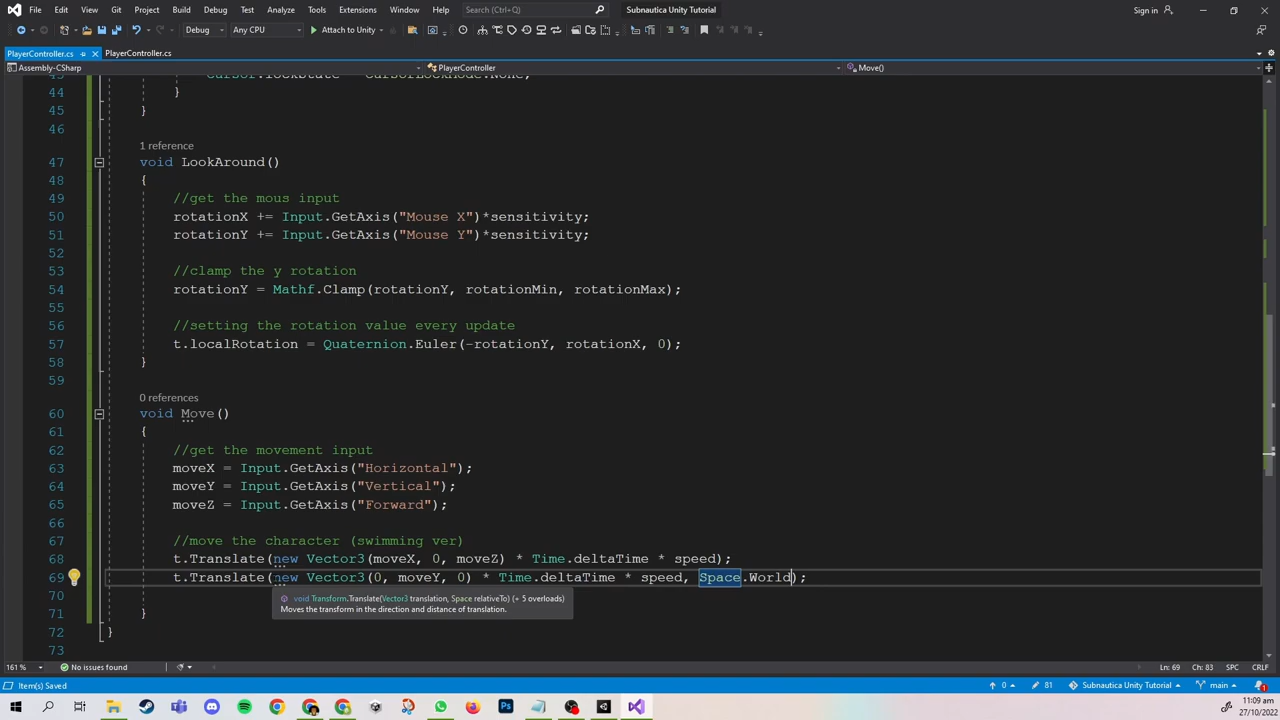 File Edit View Git Project Build Debug Test Analyze Tools Extensions Window Help Search (Ctrl+Q) Subnautica Unity Tutorial Sign in
Debug Any CPU Attach to Unity
PlayerController.cs PlayerController.cs
Assembly-CSharp PlayerController Move()
44 }
45 }
46
1 reference
47 void LookAround()
48 {
49 //get the mous input
50 rotationX += Input.GetAxis("Mouse X")*sensitivity;
51 rotationY += Input.GetAxis("Mouse Y")*sensitivity;
52
53 //clamp the y rotation
54 rotationY = Mathf.Clamp(rotationY, rotationMin, rotationMax);
55
56 //setting the rotation value every update
57 t.localRotation = Quaternion.Euler(-rotationY, rotationX, 0);
58 }
59
0 references
60 void Move()
61 {
62 //get the movement input
63 moveX = Input.GetAxis("Horizontal");
64 moveY = Input.GetAxis("Vertical");
65 moveZ = Input.GetAxis("Forward");
66
67 //move the character (swimming ver)
68 t.Translate(new Vector3(moveX, 0, moveZ) * Time.deltaTime * speed);
69 t.Translate(new Vector3(0, moveY, 0) * Time.deltaTime * speed, Space.World);
70 void Transform.Translate(Vector3 translation, Space relativeTo) (+ 5 overloads)
Moves the transform in the direction and distance of translation.
71 }
72 }
73
161 % No issues found Ln: 69 Ch: 83 SPC CRLF
Item(s) Saved 0 81 Subnautica Unity Tutorial main 1
11:09 am
27/10/2022